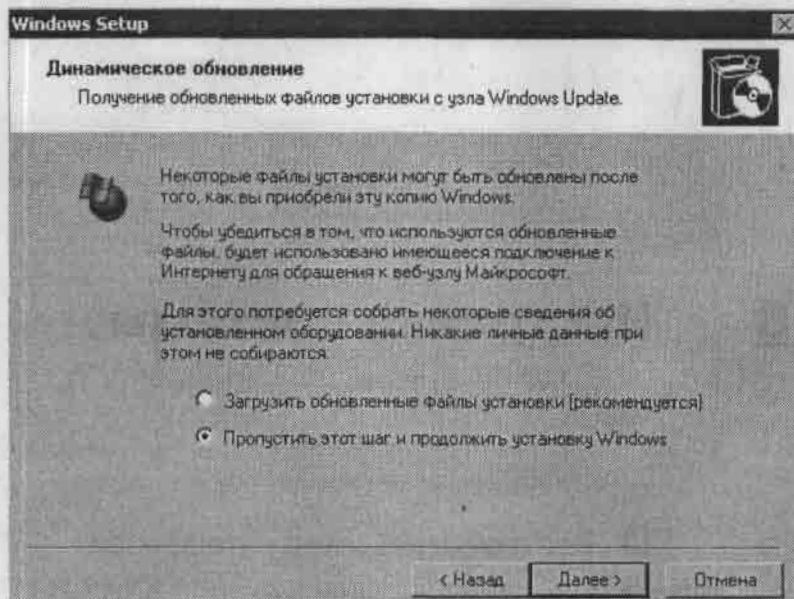 Windows Setup
Динамическое обновление
Получение обновленных файлов установки с узла Windows Update.
Некоторые файлы установки могут быть обновлены после
того, как вы приобрели эту копию Windows.
Чтобы убедиться в том, что используются обновленные
файлы, будет использовано имеющееся подключение к
Интернету для обращения к веб-узлу Майкрософт.
Для этого потребуется собрать некоторые сведения об
установленном оборудовании. Никакие личные данные при
этом не собираются.
Загрузить обновленные файлы установки (рекомендуется)
Пропустить этот шаг и продолжить установку Windows
< Назад
Далее >
Отмена